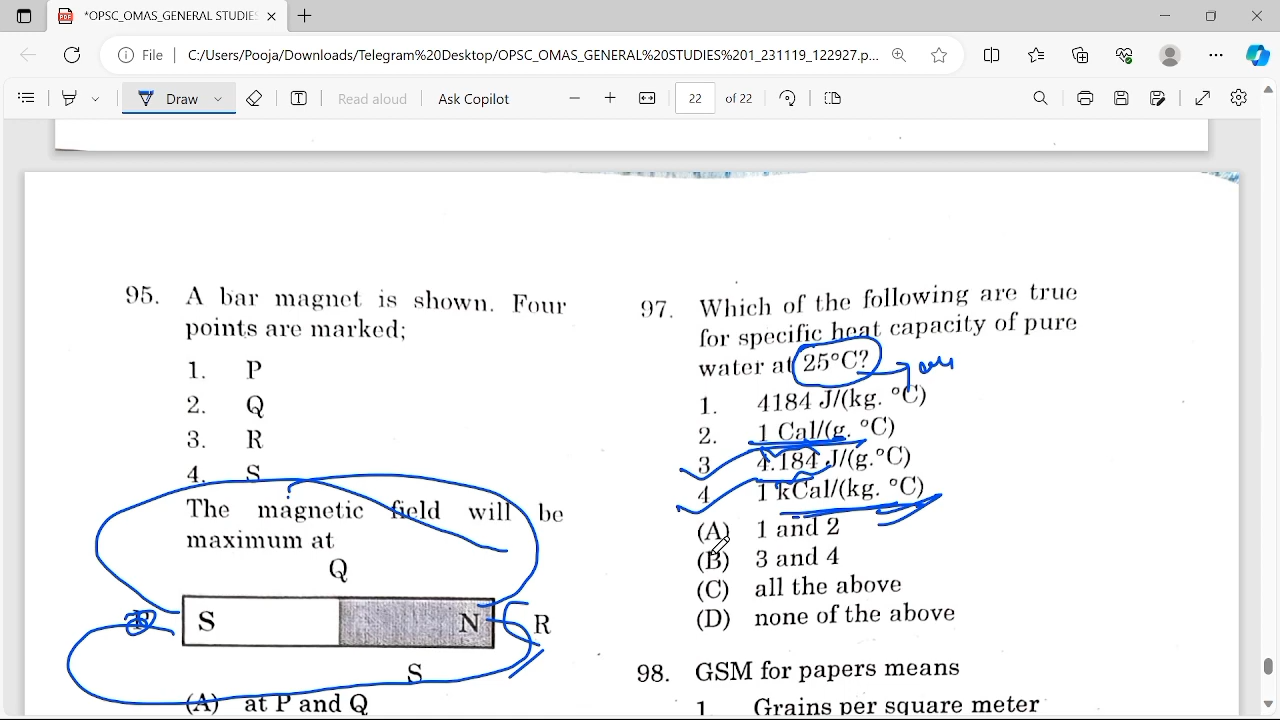 *OPSC_OMAS_GENERAL STUDIES
File
C:/Users/Pooja/Downloads/Telegram%20Desktop/OPSC_OMAS_GENERAL%20STUDIES%201_231119_122927.p...
Draw
Read aloud
Ask Copilot
22
of 22
95. A bar magnet is shown. Four
points are marked;
1. P
2. Q
3. R
4. S
The magnetic field will be
maximum at
Q
S
N
R
S
(A) at P and Q
97. Which of the following are true
for specific heat capacity of pure
water at 25°C?
1. 4184 J/(kg. °C)
2. 1 Cal/(g. °C)
3 4.184 J/(g.°C)
4 1 kCal/(kg. °C)
(A) 1 and 2
(B) 3 and 4
(C) all the above
(D) none of the above
98. GSM for papers means
1 Grains per square meter